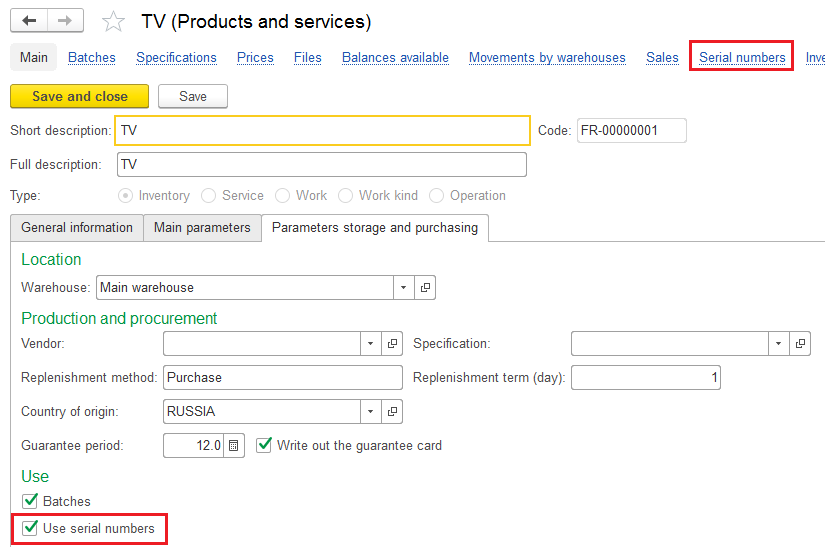 TV (Products and services)
Main Batches Specifications Prices Files Balances available Movements by warehouses Sales Serial numbers
Save and close Save
Short description: TV Code: FR-00000001
Full description: TV
Type: Inventory Service Work Work kind Operation
General information Main parameters Parameters storage and purchasing
Location
Warehouse: Main warehouse
Production and procurement
Vendor: Specification:
Replenishment method: Purchase Replenishment term (day): 1
Country of origin: RUSSIA
Guarantee period: 12.0 Write out the guarantee card
Use
Batches
Use serial numbers